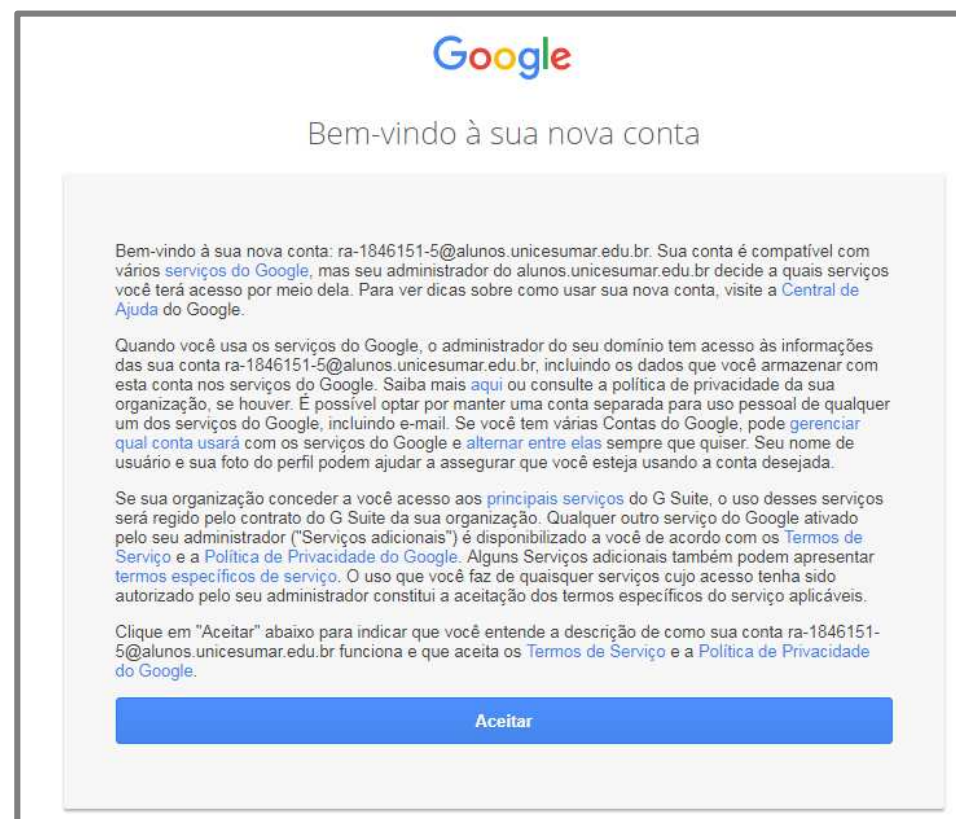 Google
Bem-vindo à sua nova conta
Bem-vindo à sua nova conta: ra-1846151-5@alunos.unicesumar.edu.br. Sua conta é compatível com
vários serviços do Google, mas seu administrador do alunos.unicesumar.edu.br decide a quais serviços
você terá acesso por meio dela. Para ver dicas sobre como usar sua nova conta, visite a Central de
Ajuda do Google.
Quando você usa os serviços do Google, o administrador do seu domínio tem acesso às informações
das sua conta ra-1846151-5@alunos.unicesumar.edu.br, incluindo os dados que você armazenar com
esta conta nos serviços do Google. Saiba mais aqui ou consulte a política de privacidade da sua
organização, se houver. É possível optar por manter uma conta separada para uso pessoal de qualquer
um dos serviços do Google, incluindo e-mail. Se você tem várias Contas do Google, pode gerenciar
qual conta usará com os serviços do Google e alternar entre elas sempre que quiser. Seu nome de
usuário e sua foto do perfil podem ajudar a assegurar que você esteja usando a conta desejada.
Se sua organização conceder a você acesso aos principais serviços do G Suite, o uso desses serviços
será regido pelo contrato do G Suite da sua organização. Qualquer outro serviço do Google ativado
pelo seu administrador ("Serviços adicionais") é disponibilizado a você de acordo com os Termos de
Serviço e a Política de Privacidade do Google. Alguns Serviços adicionais também podem apresentar
termos específicos de serviço. O uso que você faz de quaisquer serviços cujo acesso tenha sido
autorizado pelo seu administrador constitui a aceitação dos termos específicos do serviço aplicáveis.
Clique em "Aceitar" abaixo para indicar que você entende a descrição de como sua conta ra-1846151-
5@alunos.unicesumar.edu.br funciona e que aceita os Termos de Serviço e a Política de Privacidade
do Google.
Aceitar